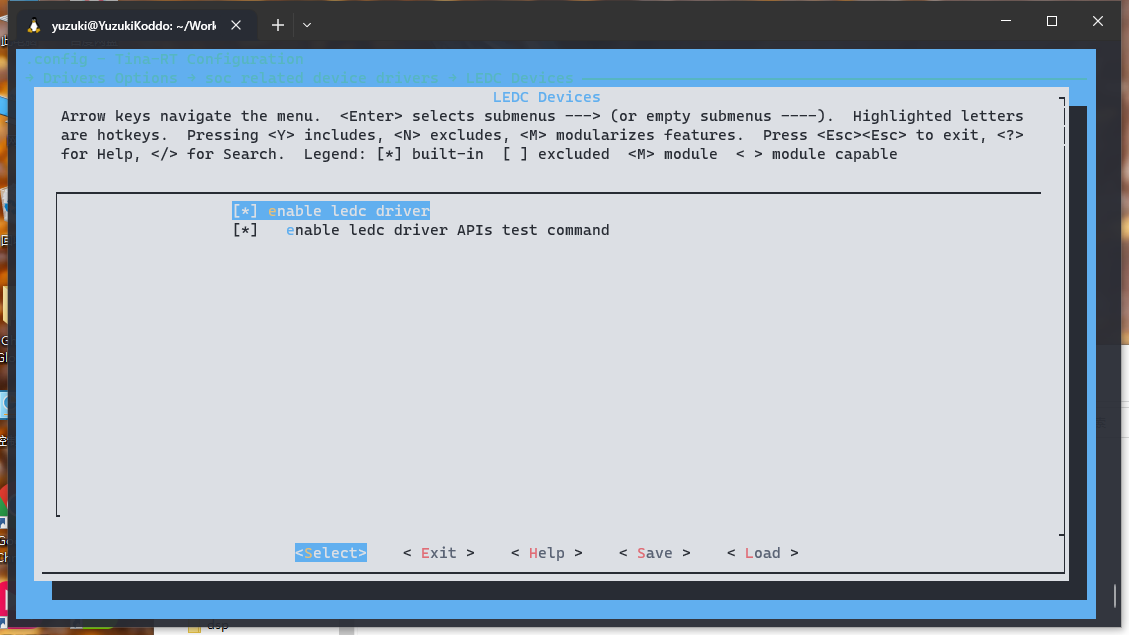 yuzuki@YuzukiKoddo: ~/Work
.config - Tina-RT Configuration
> Drivers Options > soc related device drivers > LEDC Devices
LEDC Devices
Arrow keys navigate the menu.  <Enter> selects submenus ---> (or empty submenus ----).  Highlighted letters
are hotkeys.  Pressing <Y> includes, <N> excludes, <M> modularizes features.  Press <Esc><Esc> to exit, <?>
for Help, </> for Search.  Legend: [*] built-in  [ ] excluded  <M> module  < > module capable
[*] enable ledc driver
[*]   enable ledc driver APIs test command
<Select>    < Exit >    < Help >    < Save >    < Load >
dsp